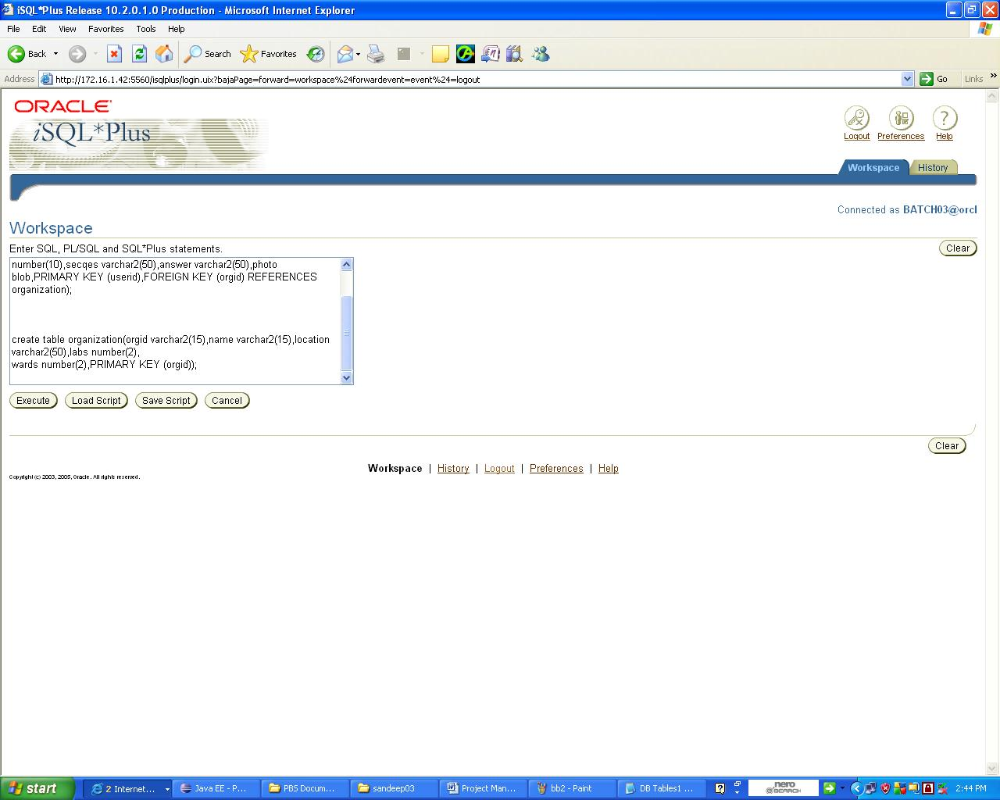 iSQL*Plus Release 10.2.0.1.0 Production - Microsoft Internet Explorer
File Edit View Favorites Tools Help
Back Search Favorites
Address http://172.16.1.42:5560/isqlplus/login.uix?bajaPage=forward=workspace%24forwardevent=event%24=logout Go Links »
ORACLE
iSQL*Plus
Logout Preferences Help
Workspace History
Connected as BATCH03@orcl
Workspace
Enter SQL, PL/SQL and SQL*Plus statements.
Clear
number(10),secqes varchar2(50),answer varchar2(50),photo
blob,PRIMARY KEY (userid),FOREIGN KEY (orgid) REFERENCES
organization);
create table organization(orgid varchar2(15),name varchar2(15),location
varchar2(50),labs number(2),
wards number(2),PRIMARY KEY (orgid));
Execute Load Script Save Script Cancel
Clear
Workspace | History | Logout | Preferences | Help
Copyright (c) 2003, 2005, Oracle. All rights reserved.
start 2 Internet... Java EE - P... PBS Docum... sandeep03 Project Man... bb2 - Paint DB Tables1 ... nero SEARCH 2:44 PM